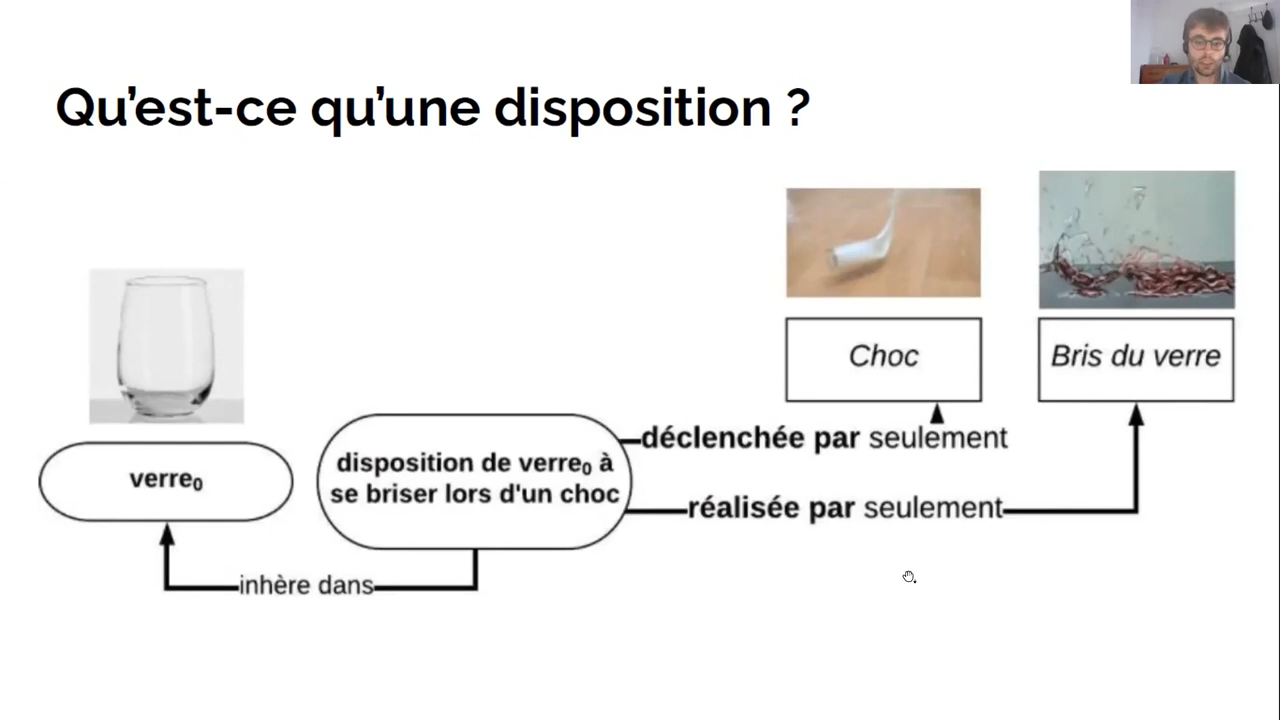 Qu’est-ce qu’une disposition ?
Choc
Bris du verre
déclenchée par seulement
disposition de verre₀ à
se briser lors d'un choc
verre₀
réalisée par seulement
inhère dans